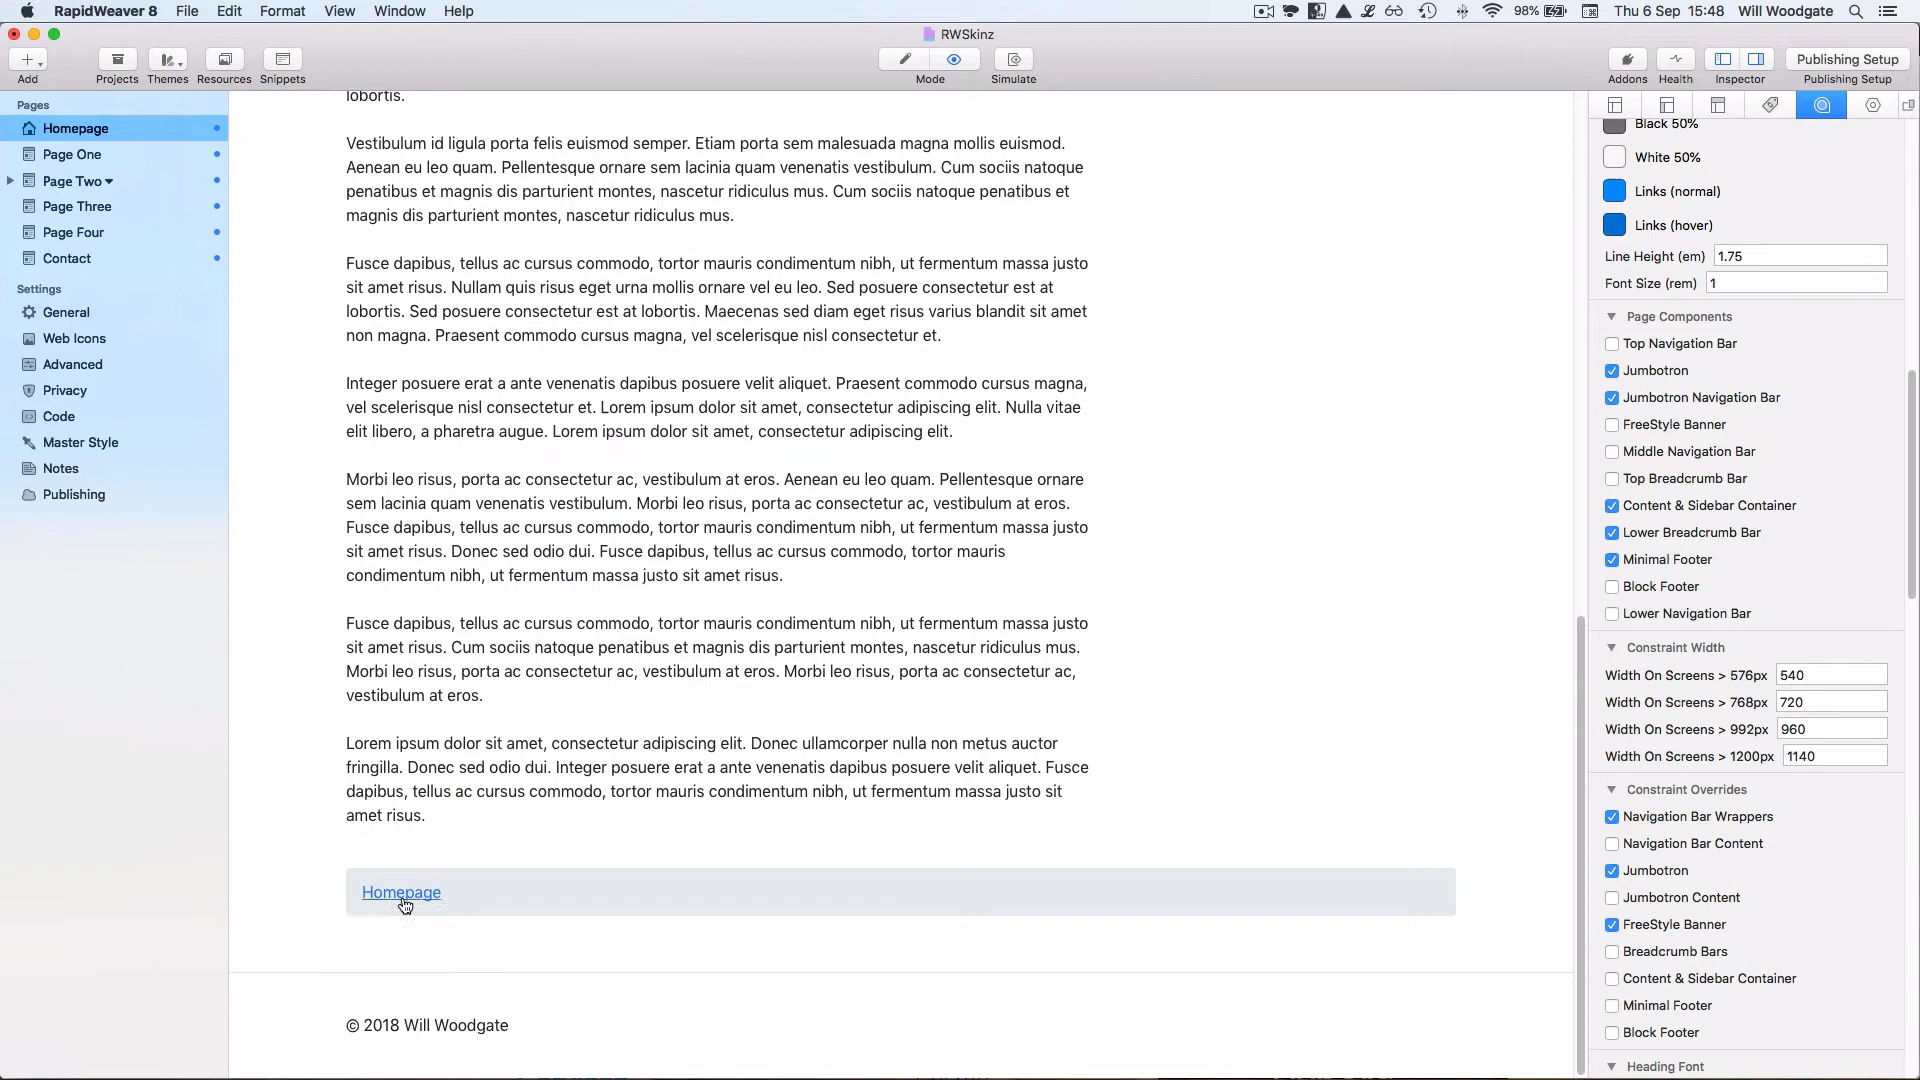 RapidWeaver 8 File Edit Format View Window Help
98% Thu 6 Sep 15:48 Will Woodgate
RWSkinz
Add Projects Themes Resources Snippets
Mode Simulate
Addons Health Inspector Publishing Setup
Publishing Setup
Pages
Homepage
Page One
Page Two
Page Three
Page Four
Contact
Settings
General
Web Icons
Advanced
Privacy
Code
Master Style
Notes
Publishing
lobortis.
Vestibulum id ligula porta felis euismod semper. Etiam porta sem malesuada magna mollis euismod.
Aenean eu leo quam. Pellentesque ornare sem lacinia quam venenatis vestibulum. Cum sociis natoque
penatibus et magnis dis parturient montes, nascetur ridiculus mus. Cum sociis natoque penatibus et
magnis dis parturient montes, nascetur ridiculus mus.
Fusce dapibus, tellus ac cursus commodo, tortor mauris condimentum nibh, ut fermentum massa justo
sit amet risus. Nullam quis risus eget urna mollis ornare vel eu leo. Sed posuere consectetur est at
lobortis. Sed posuere consectetur est at lobortis. Maecenas sed diam eget risus varius blandit sit amet
non magna. Praesent commodo cursus magna, vel scelerisque nisl consectetur et.
Integer posuere erat a ante venenatis dapibus posuere velit aliquet. Praesent commodo cursus magna,
vel scelerisque nisl consectetur et. Lorem ipsum dolor sit amet, consectetur adipiscing elit. Nulla vitae
elit libero, a pharetra augue. Lorem ipsum dolor sit amet, consectetur adipiscing elit.
Morbi leo risus, porta ac consectetur ac, vestibulum at eros. Aenean eu leo quam. Pellentesque ornare
sem lacinia quam venenatis vestibulum. Morbi leo risus, porta ac consectetur ac, vestibulum at eros.
Fusce dapibus, tellus ac cursus commodo, tortor mauris condimentum nibh, ut fermentum massa justo
sit amet risus. Donec sed odio dui. Fusce dapibus, tellus ac cursus commodo, tortor mauris
condimentum nibh, ut fermentum massa justo sit amet risus.
Fusce dapibus, tellus ac cursus commodo, tortor mauris condimentum nibh, ut fermentum massa justo
sit amet risus. Cum sociis natoque penatibus et magnis dis parturient montes, nascetur ridiculus mus.
Morbi leo risus, porta ac consectetur ac, vestibulum at eros. Morbi leo risus, porta ac consectetur ac,
vestibulum at eros.
Lorem ipsum dolor sit amet, consectetur adipiscing elit. Donec ullamcorper nulla non metus auctor
fringilla. Donec sed odio dui. Integer posuere erat a ante venenatis dapibus posuere velit aliquet. Fusce
dapibus, tellus ac cursus commodo, tortor mauris condimentum nibh, ut fermentum massa justo sit
amet risus.
Homepage
© 2018 Will Woodgate
Black 50%
White 50%
Links (normal)
Links (hover)
Line Height (em) 1.75
Font Size (rem) 1
Page Components
Top Navigation Bar
Jumbotron
Jumbotron Navigation Bar
FreeStyle Banner
Middle Navigation Bar
Top Breadcrumb Bar
Content & Sidebar Container
Lower Breadcrumb Bar
Minimal Footer
Block Footer
Lower Navigation Bar
Constraint Width
Width On Screens > 576px 540
Width On Screens > 768px 720
Width On Screens > 992px 960
Width On Screens > 1200px 1140
Constraint Overrides
Navigation Bar Wrappers
Navigation Bar Content
Jumbotron
Jumbotron Content
FreeStyle Banner
Breadcrumb Bars
Content & Sidebar Container
Minimal Footer
Block Footer
Heading Font